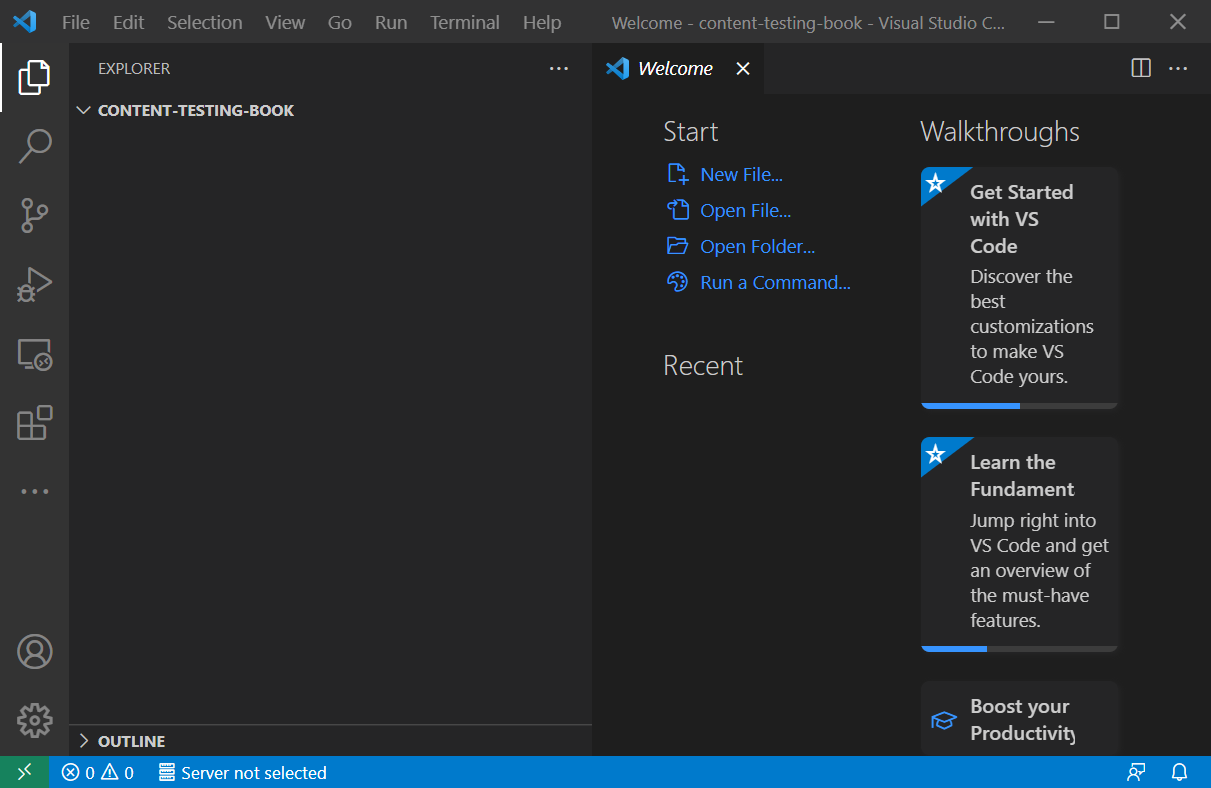 File Edit Selection View Go Run Terminal Help Welcome - content-testing-book - Visual Studio C...
EXPLORER
CONTENT-TESTING-BOOK
OUTLINE
Welcome
Start
New File...
Open File...
Open Folder...
Run a Command...
Recent
Walkthroughs
Get Started
with VS
Code
Discover the
best
customizations
to make VS
Code yours.
Learn the
Fundament
Jump right into
VS Code and get
an overview of
the must-have
features.
Boost your
Productivity
0 0 Server not selected